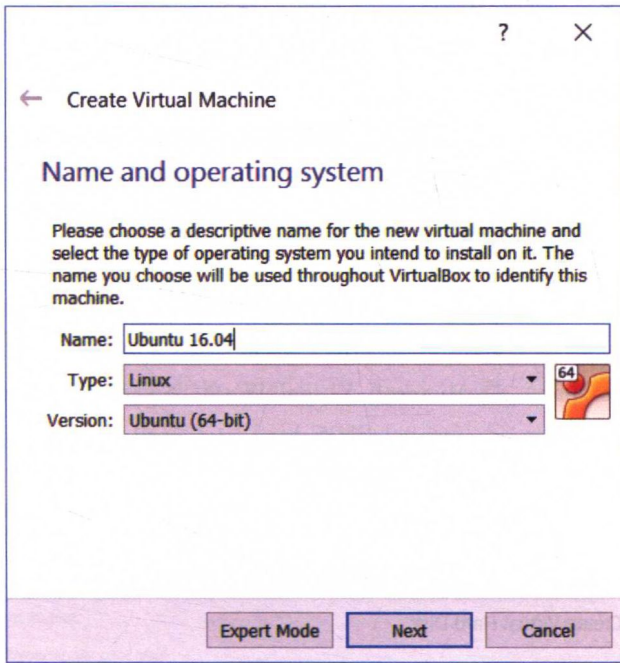 ?
×
← Create Virtual Machine
Name and operating system
Please choose a descriptive name for the new virtual machine and
select the type of operating system you intend to install on it. The
name you choose will be used throughout VirtualBox to identify this
machine.
Name: Ubuntu 16.04
Type: Linux
64
Version: Ubuntu (64-bit)
Expert Mode Next Cancel